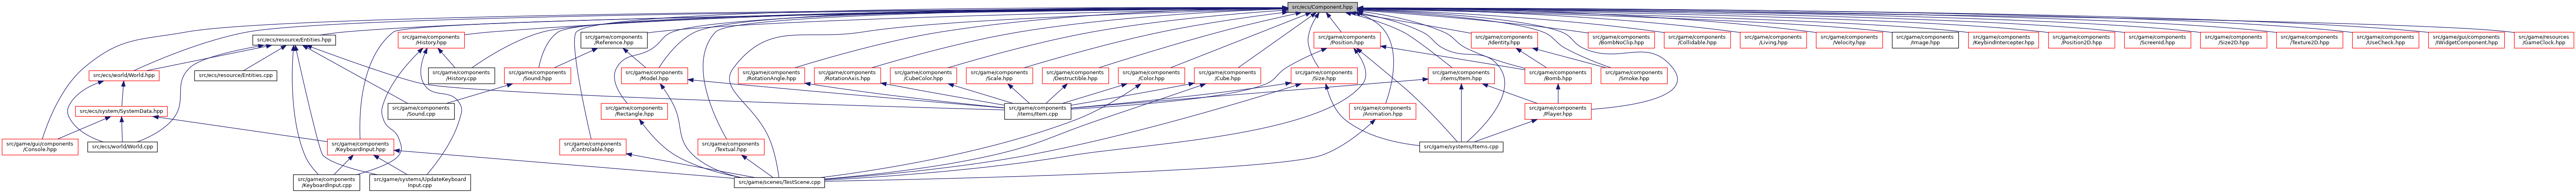 src/ecs/Component.hpp
src/ecs/resource/Entities.hpp
src/game/components
/History.hpp
src/game/components
/Reference.hpp
src/game/components
/Position.hpp
src/game/components
/Identity.hpp
src/game/components
/BombNoClip.hpp
src/game/components
/Collidable.hpp
src/game/components
/Living.hpp
src/game/components
/Velocity.hpp
src/game/components
/Image.hpp
src/game/components
/KeybindIntercepter.hpp
src/game/components
/Position2D.hpp
src/game/components
/ScreenId.hpp
src/game/components
/Size2D.hpp
src/game/components
/Texture2D.hpp
src/game/components
/UseCheck.hpp
src/game/gui/components
/IWidgetComponent.hpp
src/game/resources
/GameClock.hpp
src/ecs/world/World.hpp
src/ecs/resource/Entities.cpp
src/game/components
/History.cpp
src/game/components
/Sound.hpp
src/game/components
/Model.hpp
src/game/components
/RotationAngle.hpp
src/game/components
/RotationAxis.hpp
src/game/components
/CubeColor.hpp
src/game/components
/Scale.hpp
src/game/components
/Destructible.hpp
src/game/components
/Color.hpp
src/game/components
/Cube.hpp
src/game/components
/Size.hpp
src/game/components
/items/Item.hpp
src/game/components
/Bomb.hpp
src/game/components
/Smoke.hpp
src/ecs/system/SystemData.hpp
src/game/components
/Sound.cpp
src/game/components
/Rectangle.hpp
src/game/components
/items/Item.cpp
src/game/components
/Animation.hpp
src/game/components
/Player.hpp
src/game/gui/components
/Console.hpp
src/ecs/world/World.cpp
src/game/components
/KeyboardInput.hpp
src/game/components
/Controlable.hpp
src/game/components
/Textual.hpp
src/game/systems/Items.cpp
src/game/components
/KeyboardInput.cpp
src/game/systems/UpdateKeyboard
Input.cpp
src/game/scenes/TestScene.cpp